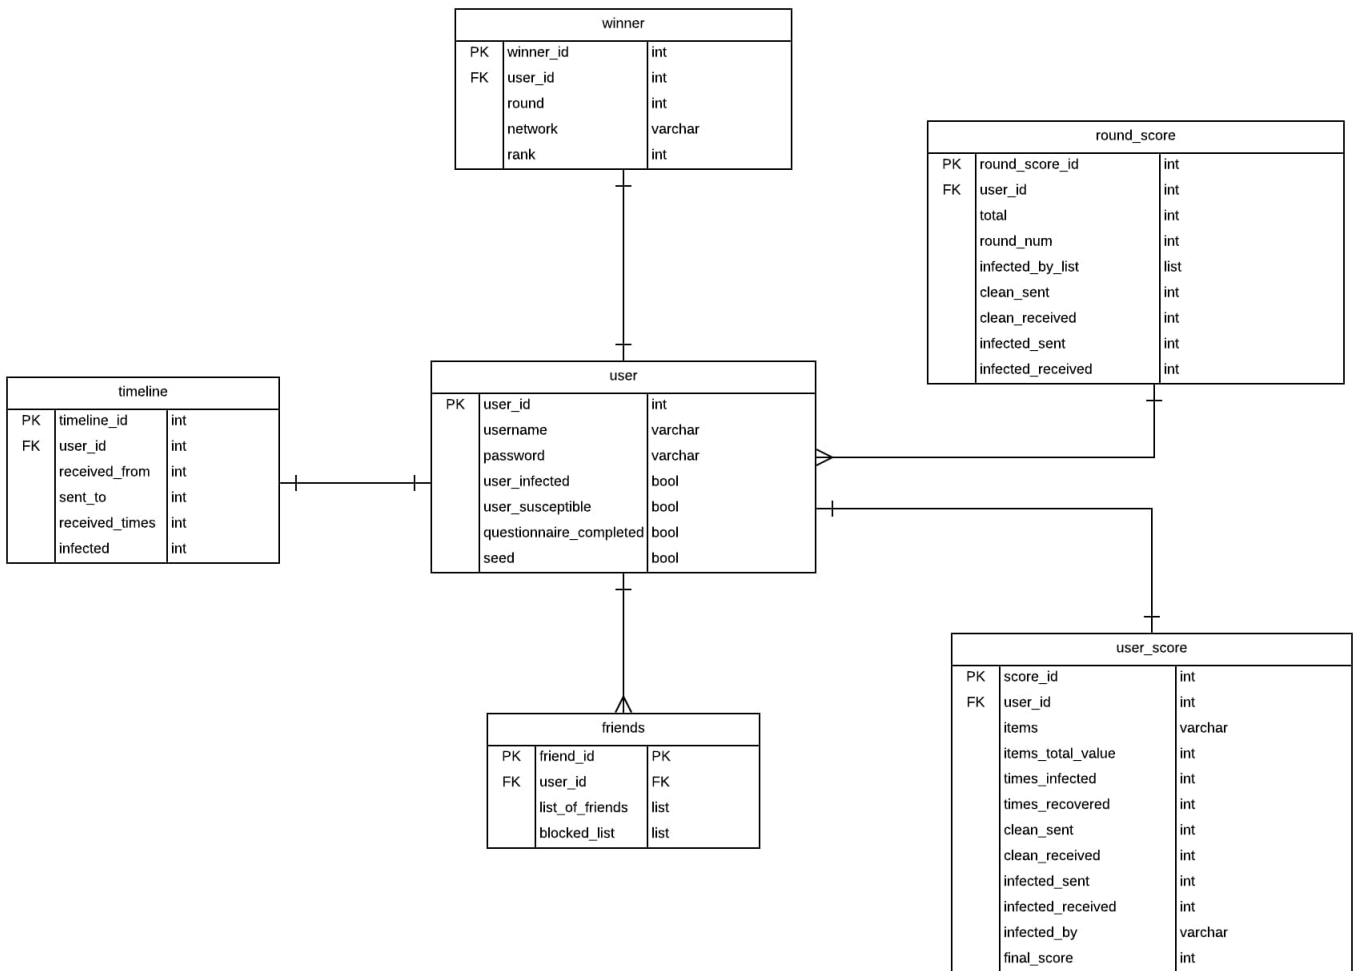 winner
PK winner_id int
FK user_id int
round int
network varchar
rank int
round_score
PK round_score_id int
FK user_id int
total int
round_num int
infected_by_list list
clean_sent int
clean_received int
infected_sent int
infected_received int
timeline
PK timeline_id int
FK user_id int
received_from int
sent_to int
received_times int
infected int
user
PK user_id int
username varchar
password varchar
user_infected bool
user_susceptible bool
questionnaire_completed bool
seed bool
friends
PK friend_id PK
FK user_id FK
list_of_friends list
blocked_list list
user_score
PK score_id int
FK user_id int
items varchar
items_total_value int
times_infected int
times_recovered int
clean_sent int
clean_received int
infected_sent int
infected_received int
infected_by varchar
final_score int